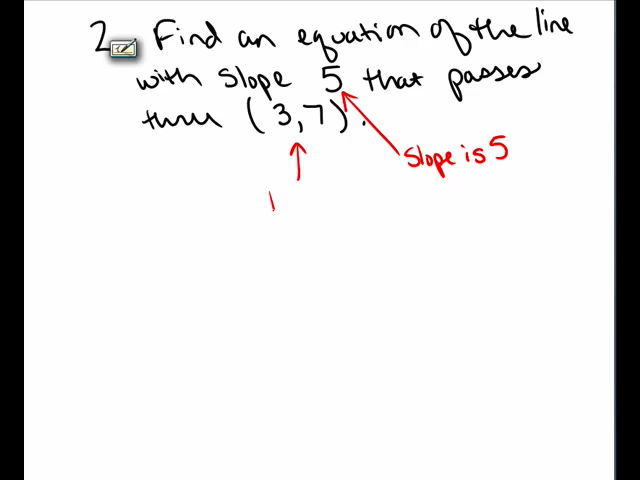 2. Find an equation of the line
with slope 5 that passes
thru (3,7).
Slope is 5